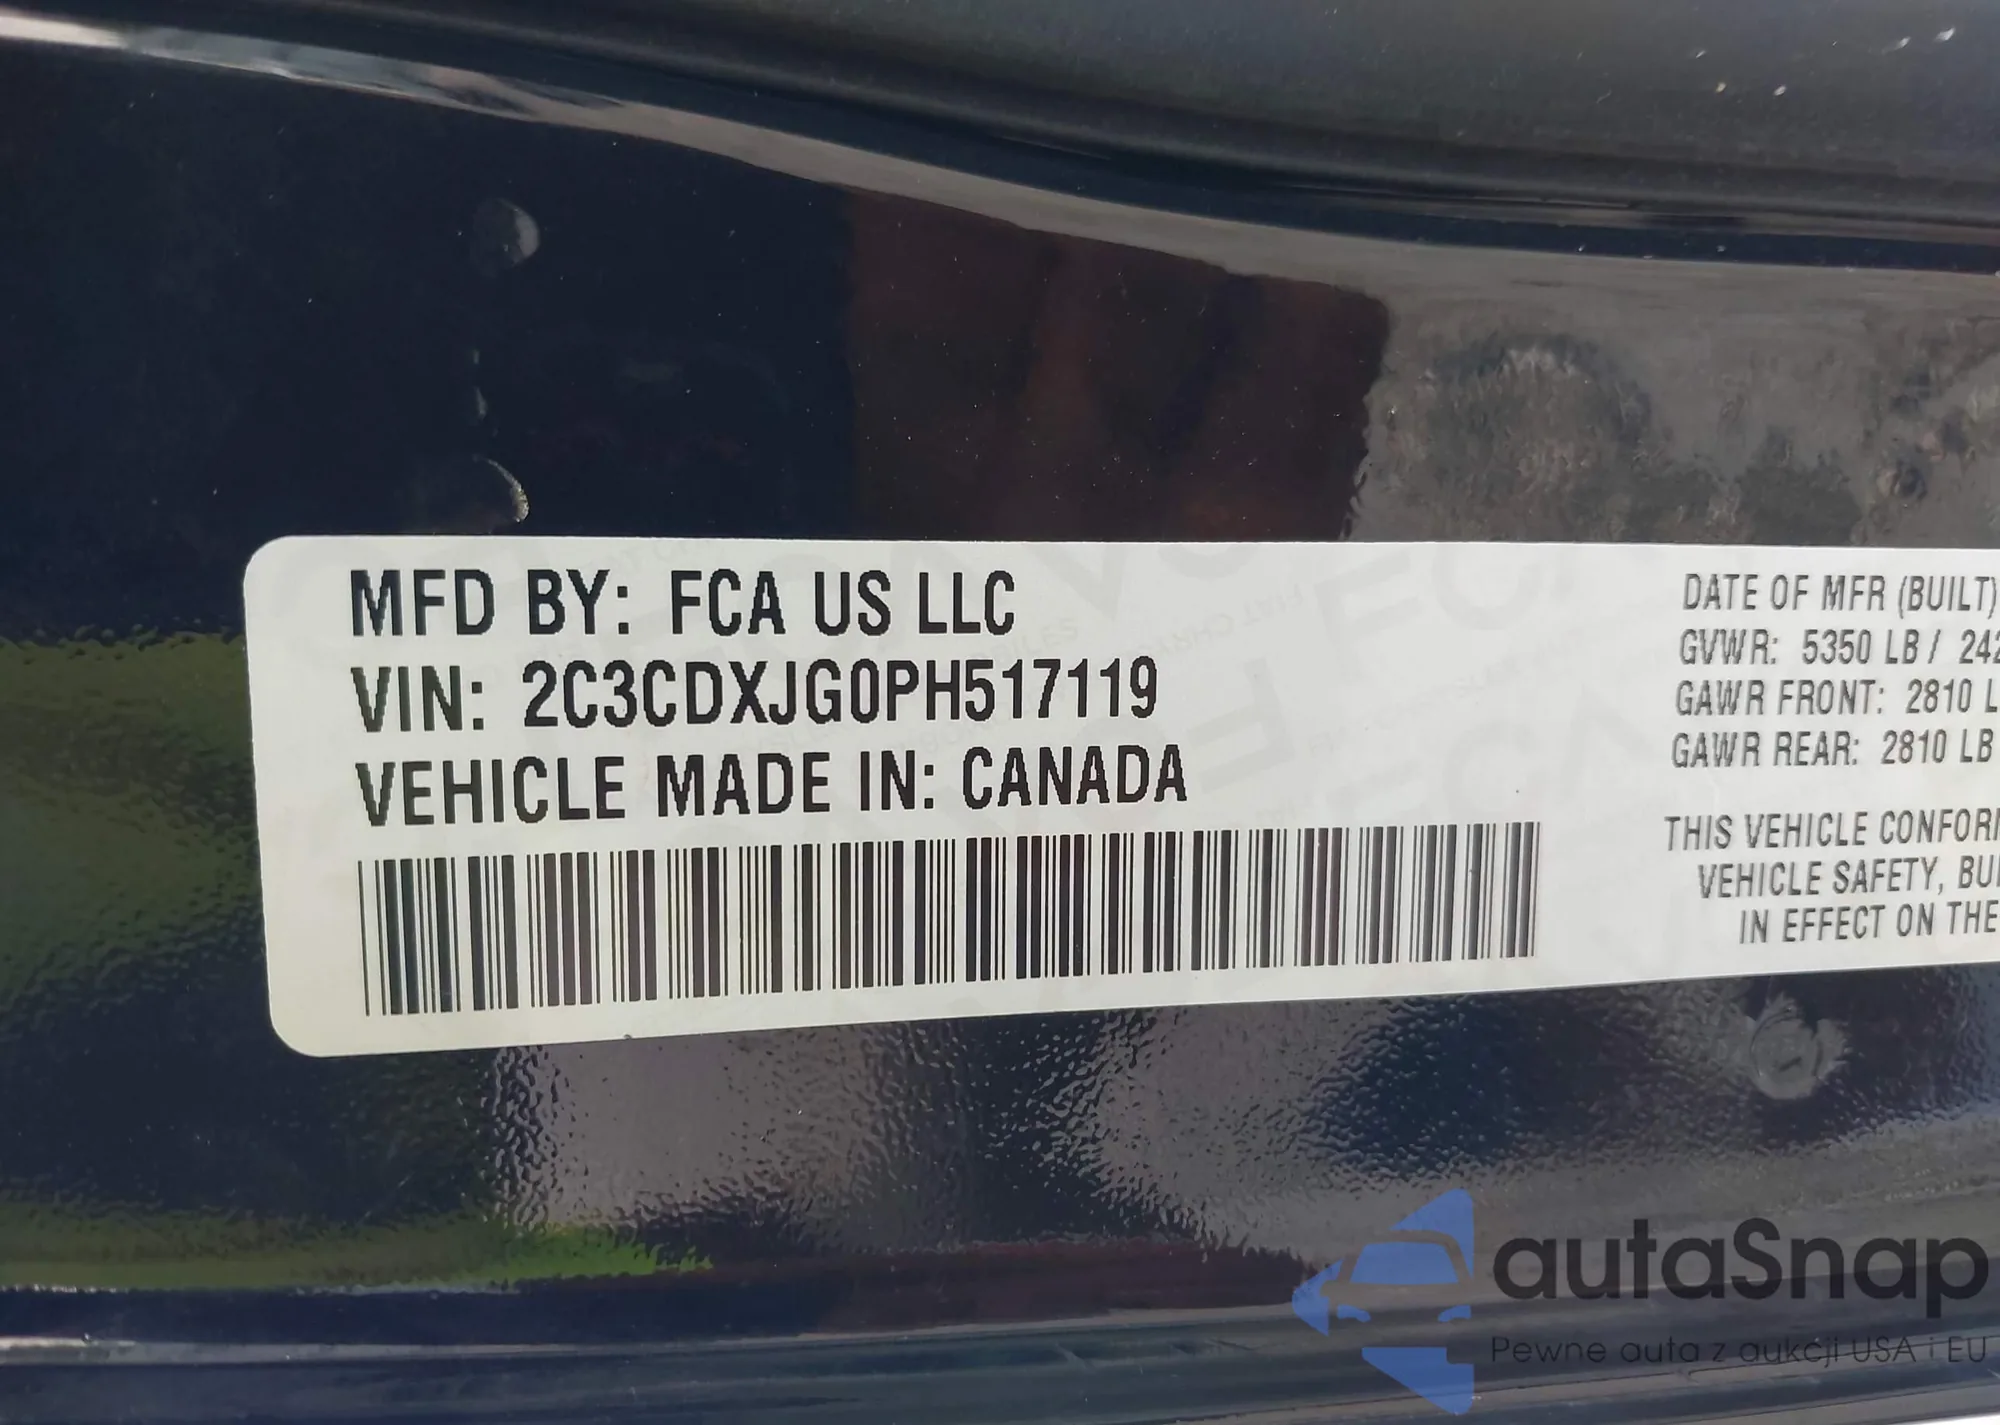 MFD BY: FCA US LLC
VIN: 2C3CDXJG0PH517119
VEHICLE MADE IN: CANADA
DATE OF MFR (BUILT)
GVWR: 5350 LB / 242
GAWR FRONT: 2810 L
GAWR REAR: 2810 LB
THIS VEHICLE CONFOR
VEHICLE SAFETY, BU
IN EFFECT ON THE
autaSnap
Pewne auta z aukcji USA i EU